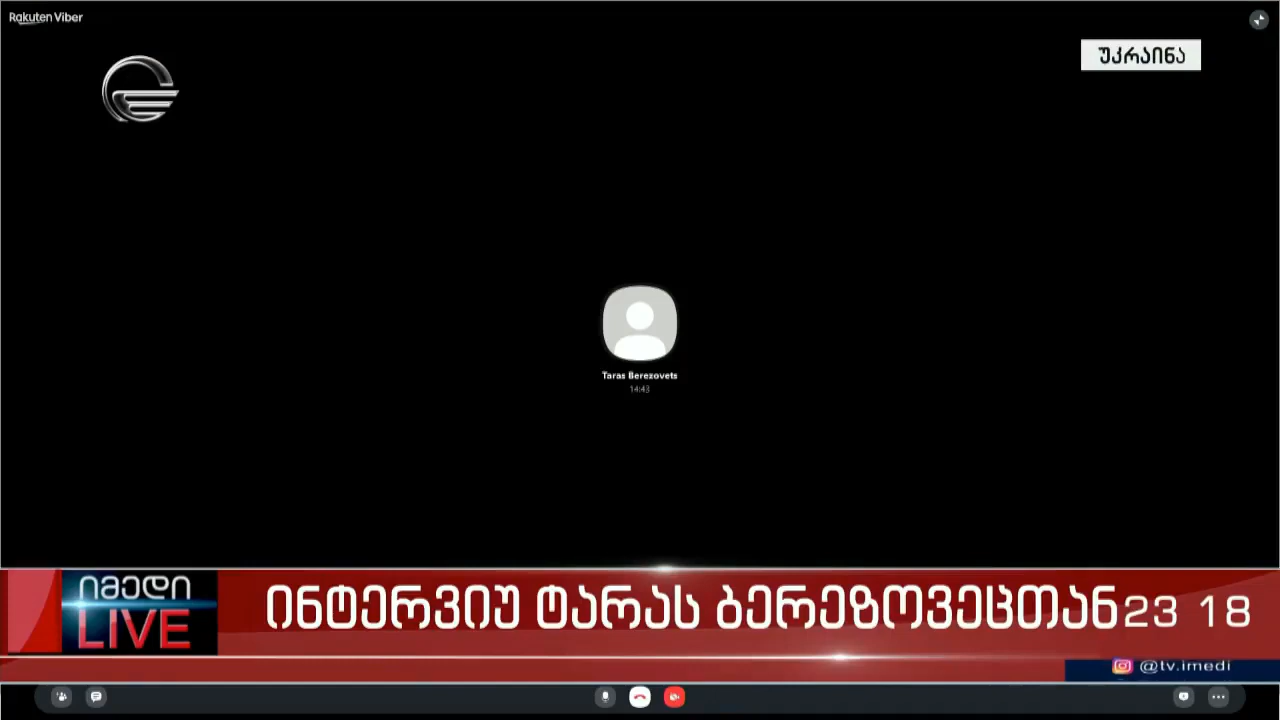 Rakuten Viber
უკრაინა
Taras Berezovets
14:43
იმედი
LIVE
ინტერვიუ ტარას ბერეზოვეცთან
23 18
@tv.imedi